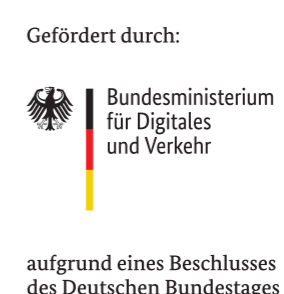 Gefördert durch:
Bundesministerium
für Digitales
und Verkehr
aufgrund eines Beschlusses
des Deutschen Bundestages